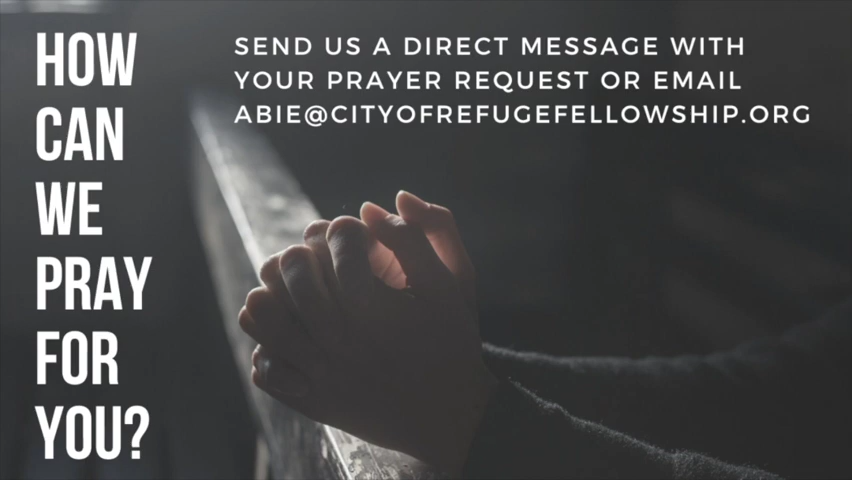 HOW
CAN
WE
PRAY
FOR
YOU?
SEND US A DIRECT MESSAGE WITH
YOUR PRAYER REQUEST OR EMAIL
ABIE@CITYOFREFUGEFELLOWSHIP.ORG